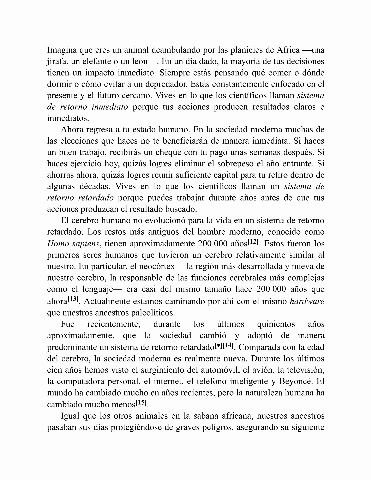 Imagina que eres un animal deambulando por las planicies de África —una
jirafa, un elefante o un león—. En un día dado, la mayoría de tus decisiones
tienen un impacto inmediato. Siempre estás pensando qué comer o dónde
dormir o cómo evitar a un depredador. Estás constantemente enfocado en el
presente y el futuro cercano. Vives en lo que los científicos llaman sistema
de retorno inmediato porque tus acciones producen resultados claros e
inmediatos.
Ahora regresa a tu estado humano. En la sociedad moderna muchas de
las elecciones que haces no te beneficiarán de manera inmediata. Si haces
un buen trabajo, recibirás un cheque con tu pago unas semanas después. Si
haces ejercicio hoy, quizás logres eliminar el sobrepeso el año entrante. Si
ahorras ahora, quizás logres reunir suficiente capital para tu retiro dentro de
algunas décadas. Vives en lo que los científicos llaman un sistema de
retorno retardado porque puedes trabajar durante años antes de que tus
acciones produzcan el resultado buscado.
El cerebro humano no evolucionó para la vida en un sistema de retorno
retardado. Los restos más antiguos del hombre moderno, conocido como
Homo sapiens, tienen aproximadamente 200 000 años[12]. Estos fueron los
primeros seres humanos que tuvieron un cerebro relativamente similar al
nuestro. En particular, el neocórtex —la región más desarrollada y nueva de
nuestro cerebro, la responsable de las funciones cerebrales más complejas
como el lenguaje— era casi del mismo tamaño hace 200 000 años que
ahora[13]. Actualmente estamos caminando por ahí con el mismo hardware
que nuestros ancestros paleolíticos.
Fue recientemente, durante los últimos quinientos años
aproximadamente, que la sociedad cambió y adoptó de manera
predominante un sistema de retorno retardado[*][14]. Comparada con la edad
del cerebro, la sociedad moderna es realmente nueva. Durante los últimos
cien años hemos visto el surgimiento del automóvil, el avión, la televisión,
la computadora personal, el internet, el teléfono inteligente y Beyoncé. El
mundo ha cambiado mucho en años recientes, pero la naturaleza humana ha
cambiado mucho menos[15].
Igual que los otros animales en la sabana africana, nuestros ancestros
pasaban sus días protegiéndose de graves peligros, asegurando su siguiente